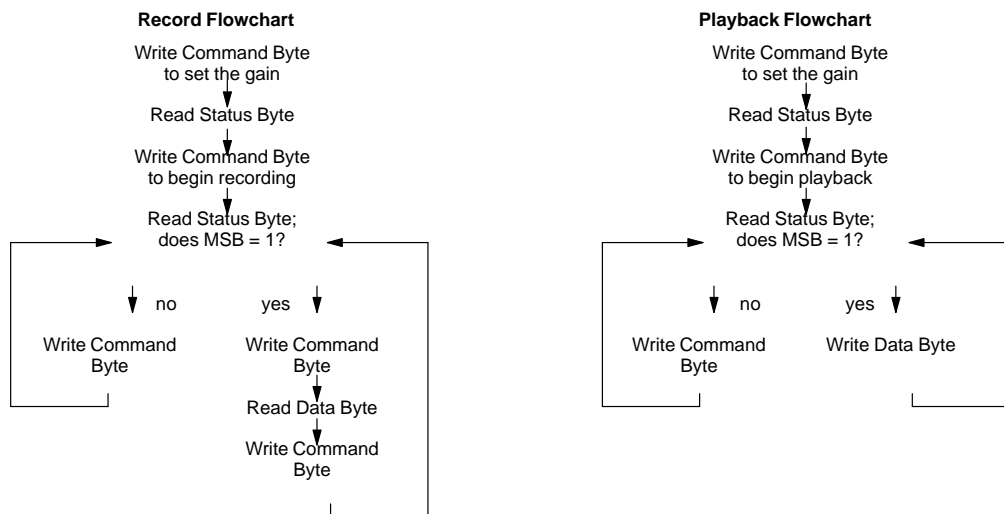 Record Flowchart
Write Command Byte
to set the gain
Read Status Byte
Write Command Byte
to begin recording
Read Status Byte;
does MSB = 1?
no
yes
Write Command
Byte
Write Command
Byte
Read Data Byte
Write Command
Byte
Playback Flowchart
Write Command Byte
to set the gain
Read Status Byte
Write Command Byte
to begin playback
Read Status Byte;
does MSB = 1?
no
yes
Write Command
Byte
Write Data Byte